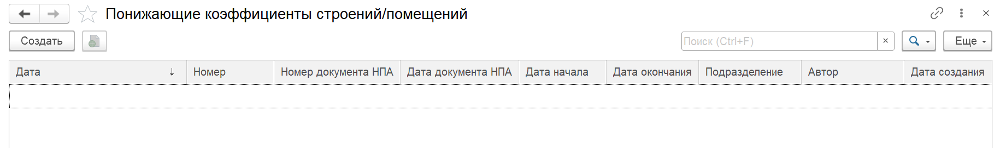 Понижающие коэффициенты строений/помещений
Создать
Поиск (Ctrl+F)
Еще
Дата Номер Номер документа НПА Дата документа НПА Дата начала Дата окончания Подразделение Автор Дата создания